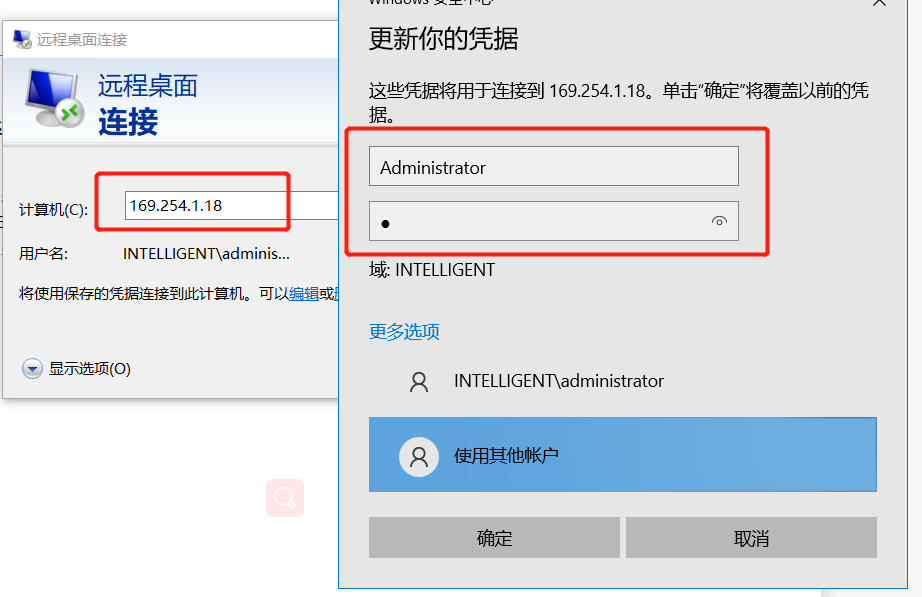 远程桌面连接
远程桌面
连接
计算机(C):
169.254.1.18
用户名:
INTELLIGENT\adminis...
将使用保存的凭据连接到此计算机。可以编辑或
显示选项(O)
Windows 安全中心
更新你的凭据
这些凭据将用于连接到 169.254.1.18。单击“确定”将覆盖以前的凭
据。
Administrator
●
域: INTELLIGENT
更多选项
INTELLIGENT\administrator
使用其他帐户
确定
取消